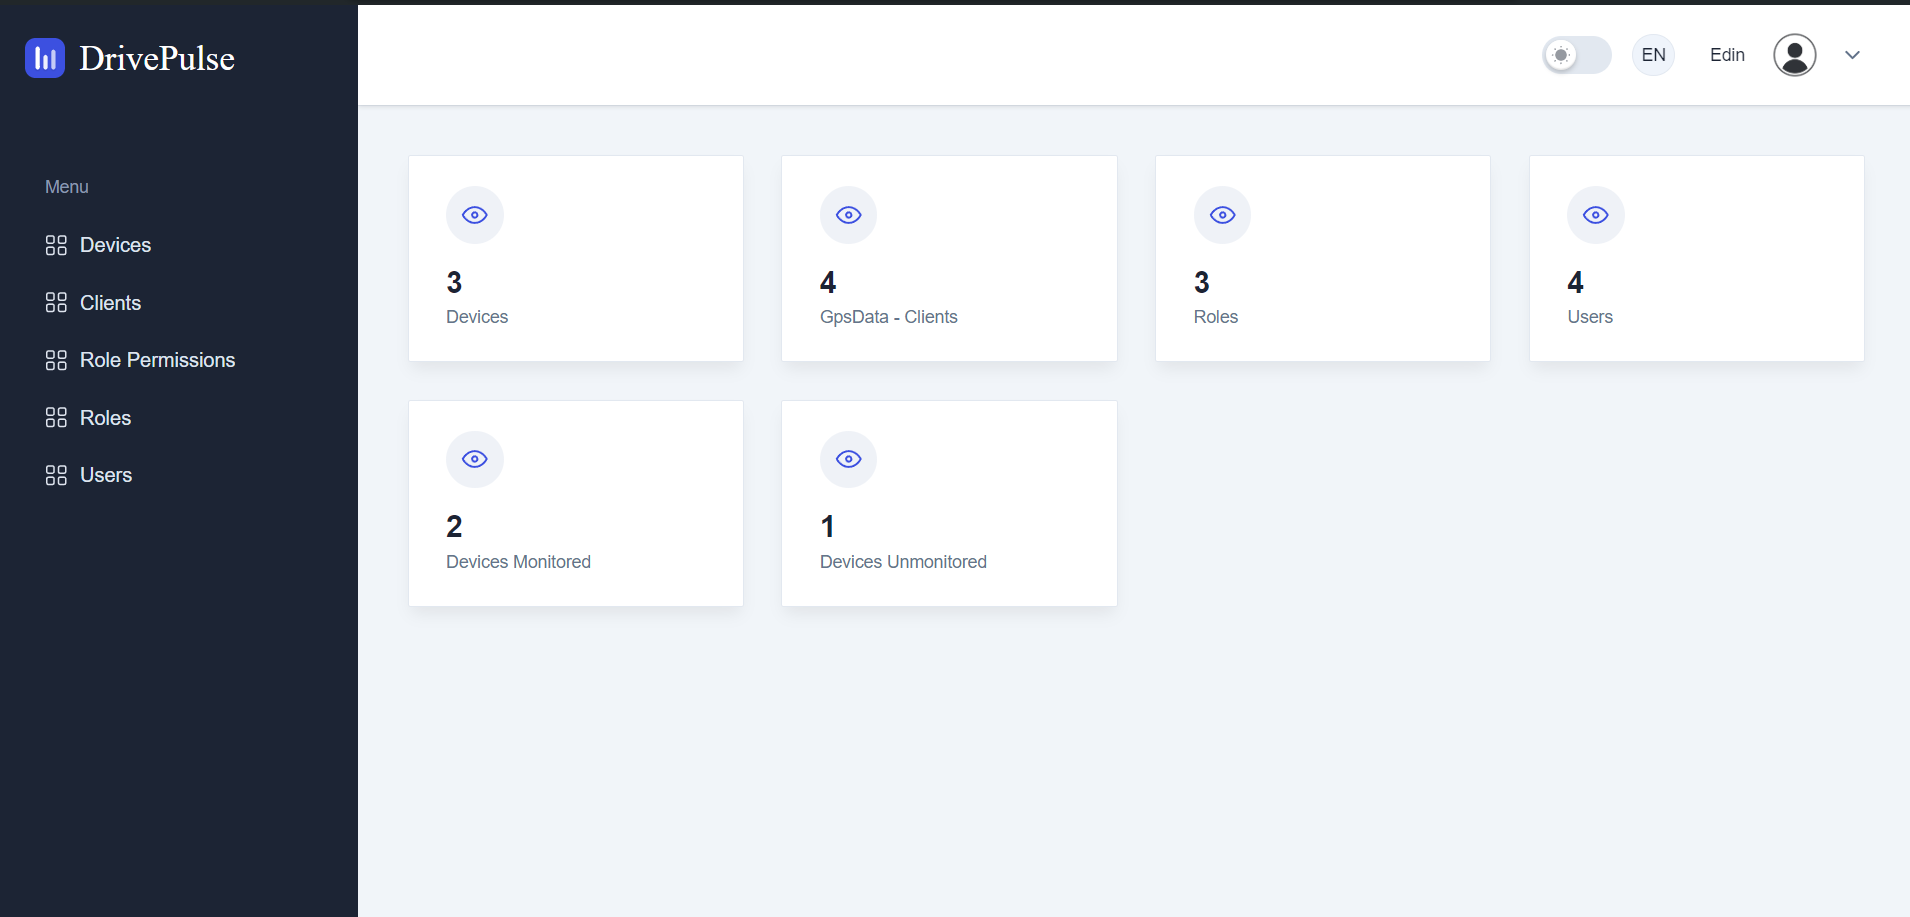 DrivePulse
EN
Edin
Menu
Devices
Clients
Role Permissions
Roles
Users
3
Devices
4
GpsData - Clients
3
Roles
4
Users
2
Devices Monitored
1
Devices Unmonitored